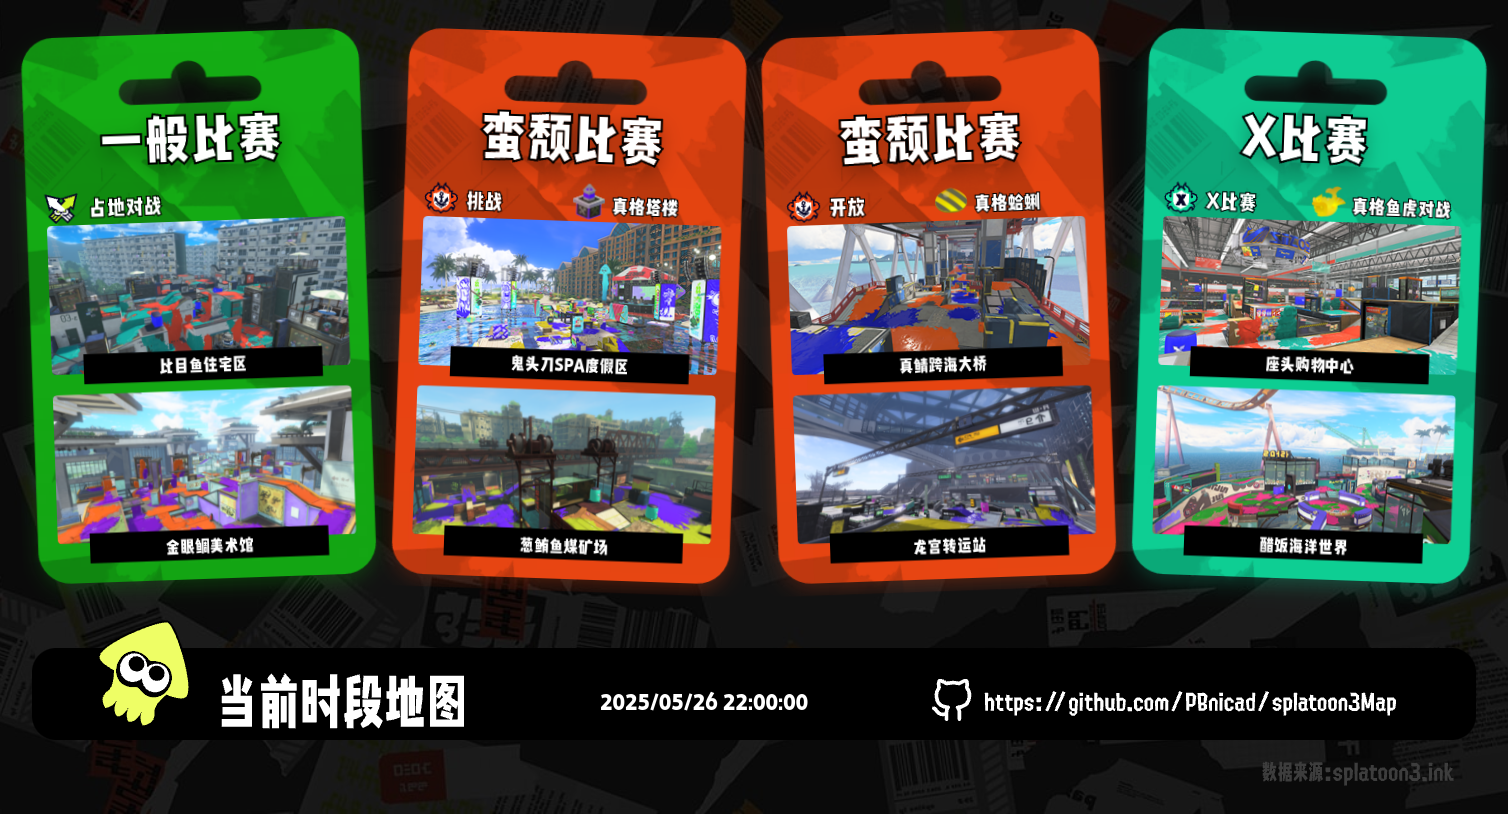 一般比赛
占地对战
比目鱼住宅区
金眼鲷美术馆
蛮颓比赛
挑战
真格塔楼
鬼头刀SPA度假区
葱鲔鱼煤矿场
蛮颓比赛
开放
真格蛤蜊
真鲭跨海大桥
龙宫转运站
X比赛
X比赛
真格鱼虎对战
座头购物中心
醋饭海洋世界
当前时段地图
2025/05/26 22:00:00
https://github.com/PBnicad/splatoon3Map
数据来源:splatoon3.ink